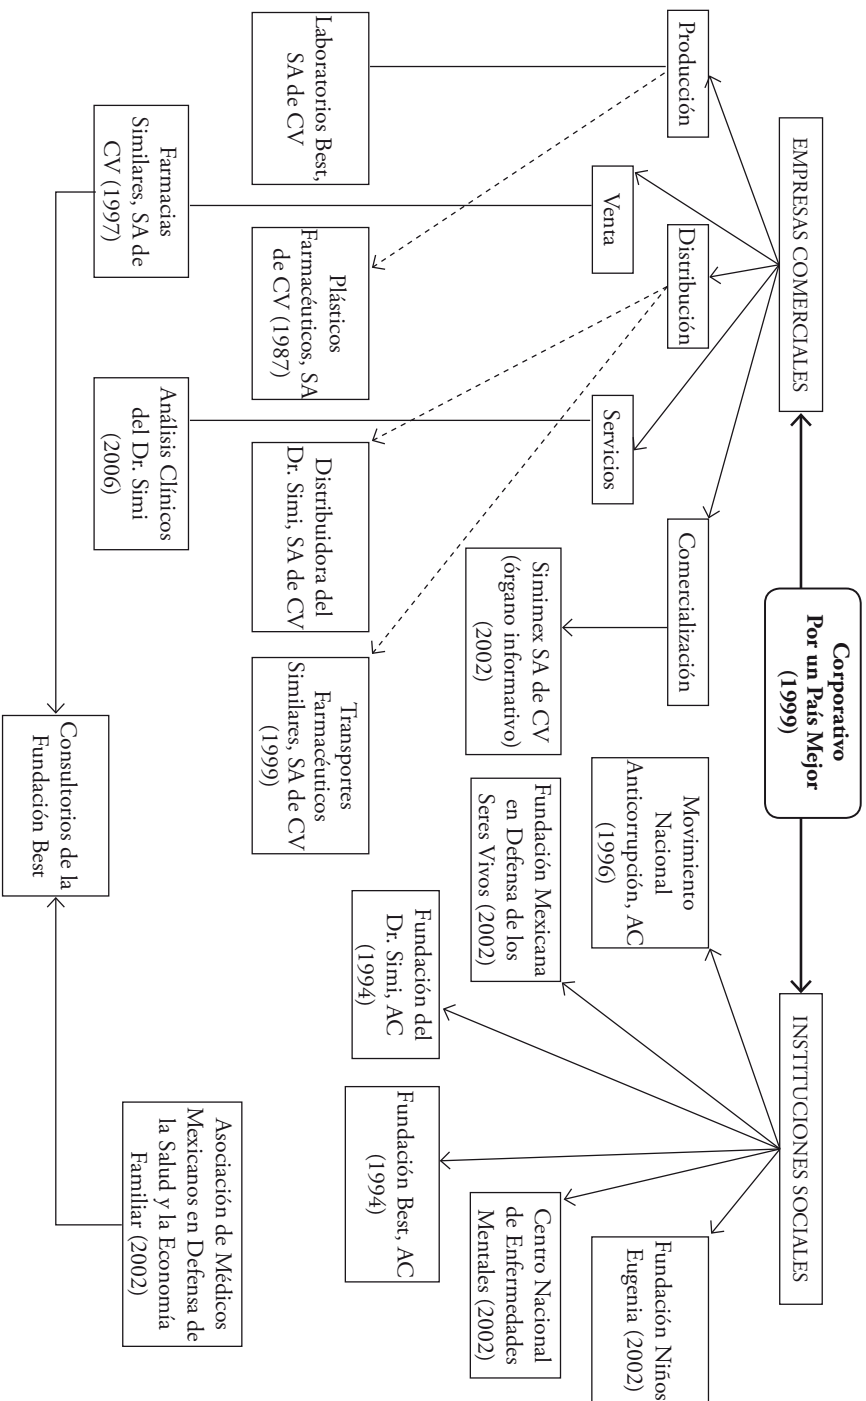 Corporativo
Por un País Mejor
(1999)
EMPRESAS COMERCIALES
INSTITUCIONES SOCIALES
Producción
Distribución
Comercialización
Venta
Servicios
Movimiento
Nacional
Anticorrupción, AC
(1996)
Fundación Niños
Eugenia (2002)
Simimex SA de CV
(órgano informativo)
(2002)
Fundación Mexicana
en Defensa de los
Seres Vivos (2002)
Centro Nacional
de Enfermedades
Mentales (2002)
Fundación del
Dr. Simi, AC
(1994)
Fundación Best, AC
(1994)
Laboratorios Best,
SA de CV
Plásticos
Farmacéuticos, SA
de CV (1987)
Distribuidora del
Dr. Simi, SA de CV
Transportes
Farmacéuticos
Similares, SA de CV
(1999)
Farmacias
Similares, SA de
CV (1997)
Análisis Clínicos
del Dr. Simi
(2006)
Asociación de Médicos
Mexicanos en Defensa de
la Salud y la Economía
Familiar (2002)
Consultorios de la
Fundación Best